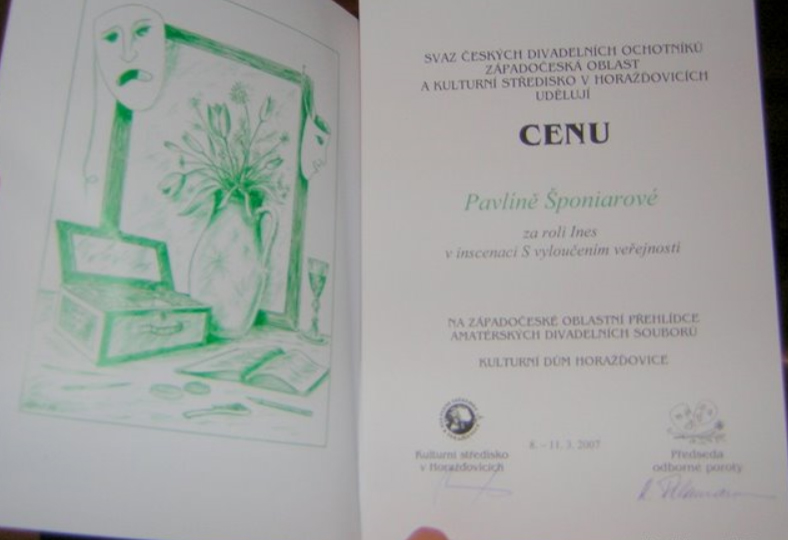 SVAZ ČESKÝCH DIVADELNÍCH OCHOTNÍKŮ
ZÁPADOČESKÁ OBLAST
A KULTURNÍ STŘEDISKO V HORAŽĎOVICÍCH
UDĚLUJÍ
CENU
Pavlíně Šponiarové
za roli Ines
v inscenaci S vyloučením veřejnosti
NA ZÁPADOČESKÉ OBLASTNÍ PŘEHLÍDCE
AMATÉRSKÝCH DIVADELNÍCH SOUBORŮ
KULTURNÍ DŮM HORAŽĎOVICE
Kulturní středisko
v Horažďovicích
8. - 11. 3. 2007
Předseda
odborné poroty